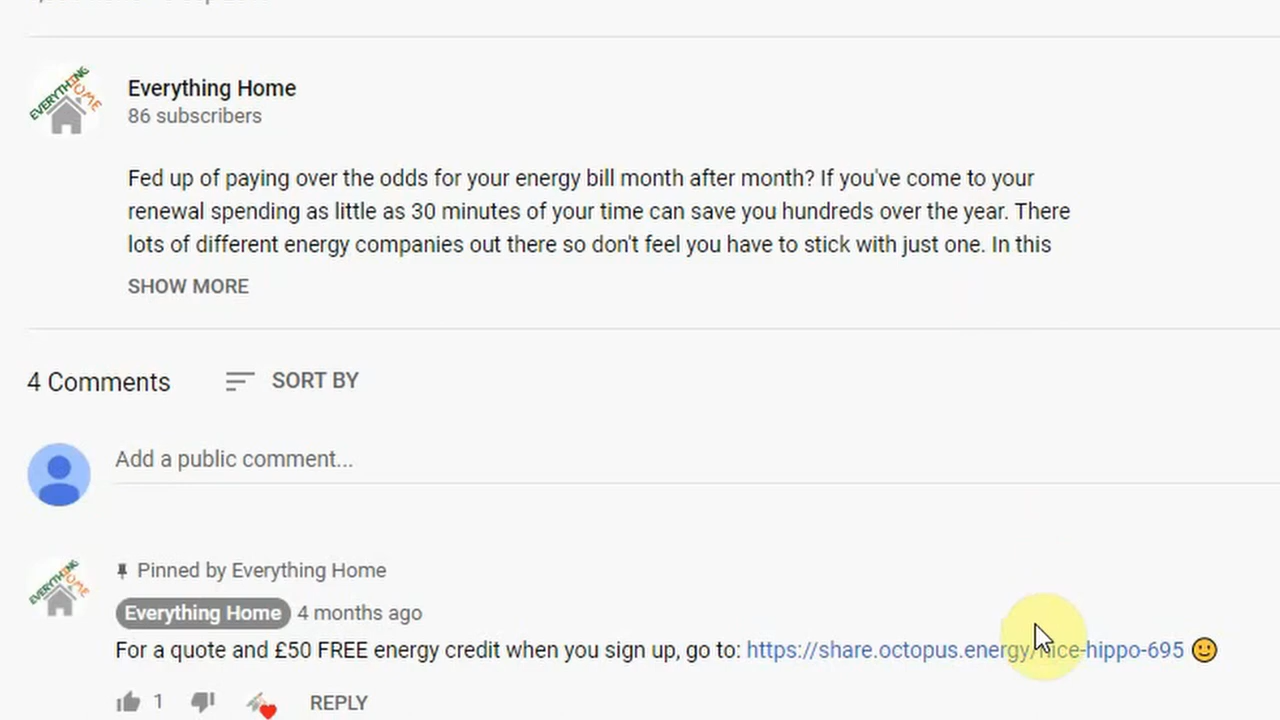 EVERYTHING HOME
Everything Home
86 subscribers
Fed up of paying over the odds for your energy bill month after month? If you've come to your
renewal spending as little as 30 minutes of your time can save you hundreds over the year. There
lots of different energy companies out there so don't feel you have to stick with just one. In this
SHOW MORE
4 Comments
SORT BY
Add a public comment...
EVERYTHING HOME
Pinned by Everything Home
Everything Home 4 months ago
For a quote and £50 FREE energy credit when you sign up, go to: https://share.octopus.energy/nice-hippo-695
1
REPLY